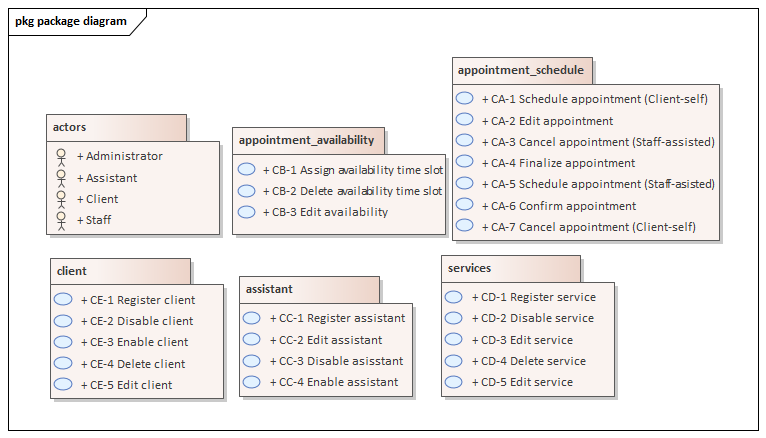 pkg package diagram
actors
+ Administrator
+ Assistant
+ Client
+ Staff
appointment_availability
+ CB-1 Assign availability time slot
+ CB-2 Delete availability time slot
+ CB-3 Edit availability
appointment_schedule
+ CA-1 Schedule appointment (Client-self)
+ CA-2 Edit appointment
+ CA-3 Cancel appointment (Staff-assisted)
+ CA-4 Finalize appointment
+ CA-5 Schedule appointment (Staff-asisted)
+ CA-6 Confirm appointment
+ CA-7 Cancel appointment (Client-self)
client
+ CE-1 Register client
+ CE-2 Disable client
+ CE-3 Enable client
+ CE-4 Delete client
+ CE-5 Edit client
assistant
+ CC-1 Register assistant
+ CC-2 Edit assistant
+ CC-3 Disable asisstant
+ CC-4 Enable assistant
services
+ CD-1 Register service
+ CD-2 Disable service
+ CD-3 Edit service
+ CD-4 Delete service
+ CD-5 Edit service